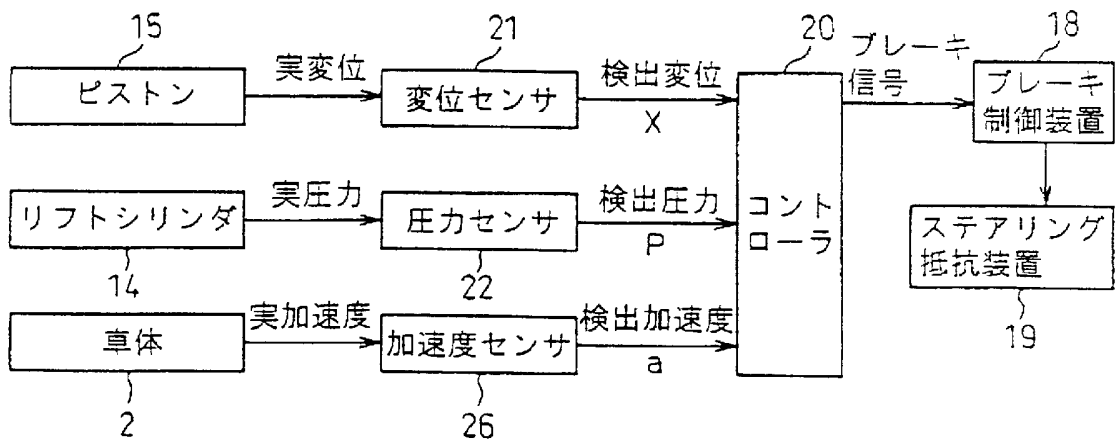 15
ピストン
実変位
21
変位センサ
検出変位
X
20
コント
ローラ
ブレーキ
信号
18
ブレーキ
制御装置
リフトシリンダ
14
実圧力
圧力センサ
22
検出圧力
P
ステアリング
抵抗装置
19
車体
2
実加速度
加速度センサ
26
検出加速度
a